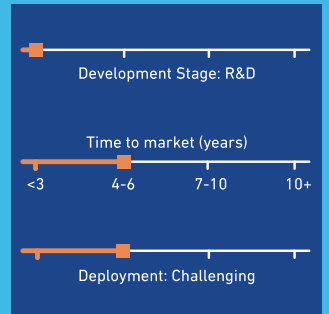 Development Stage: R&D
Time to market (years)
<3 4-6 7-10 10+
Deployment: Challenging